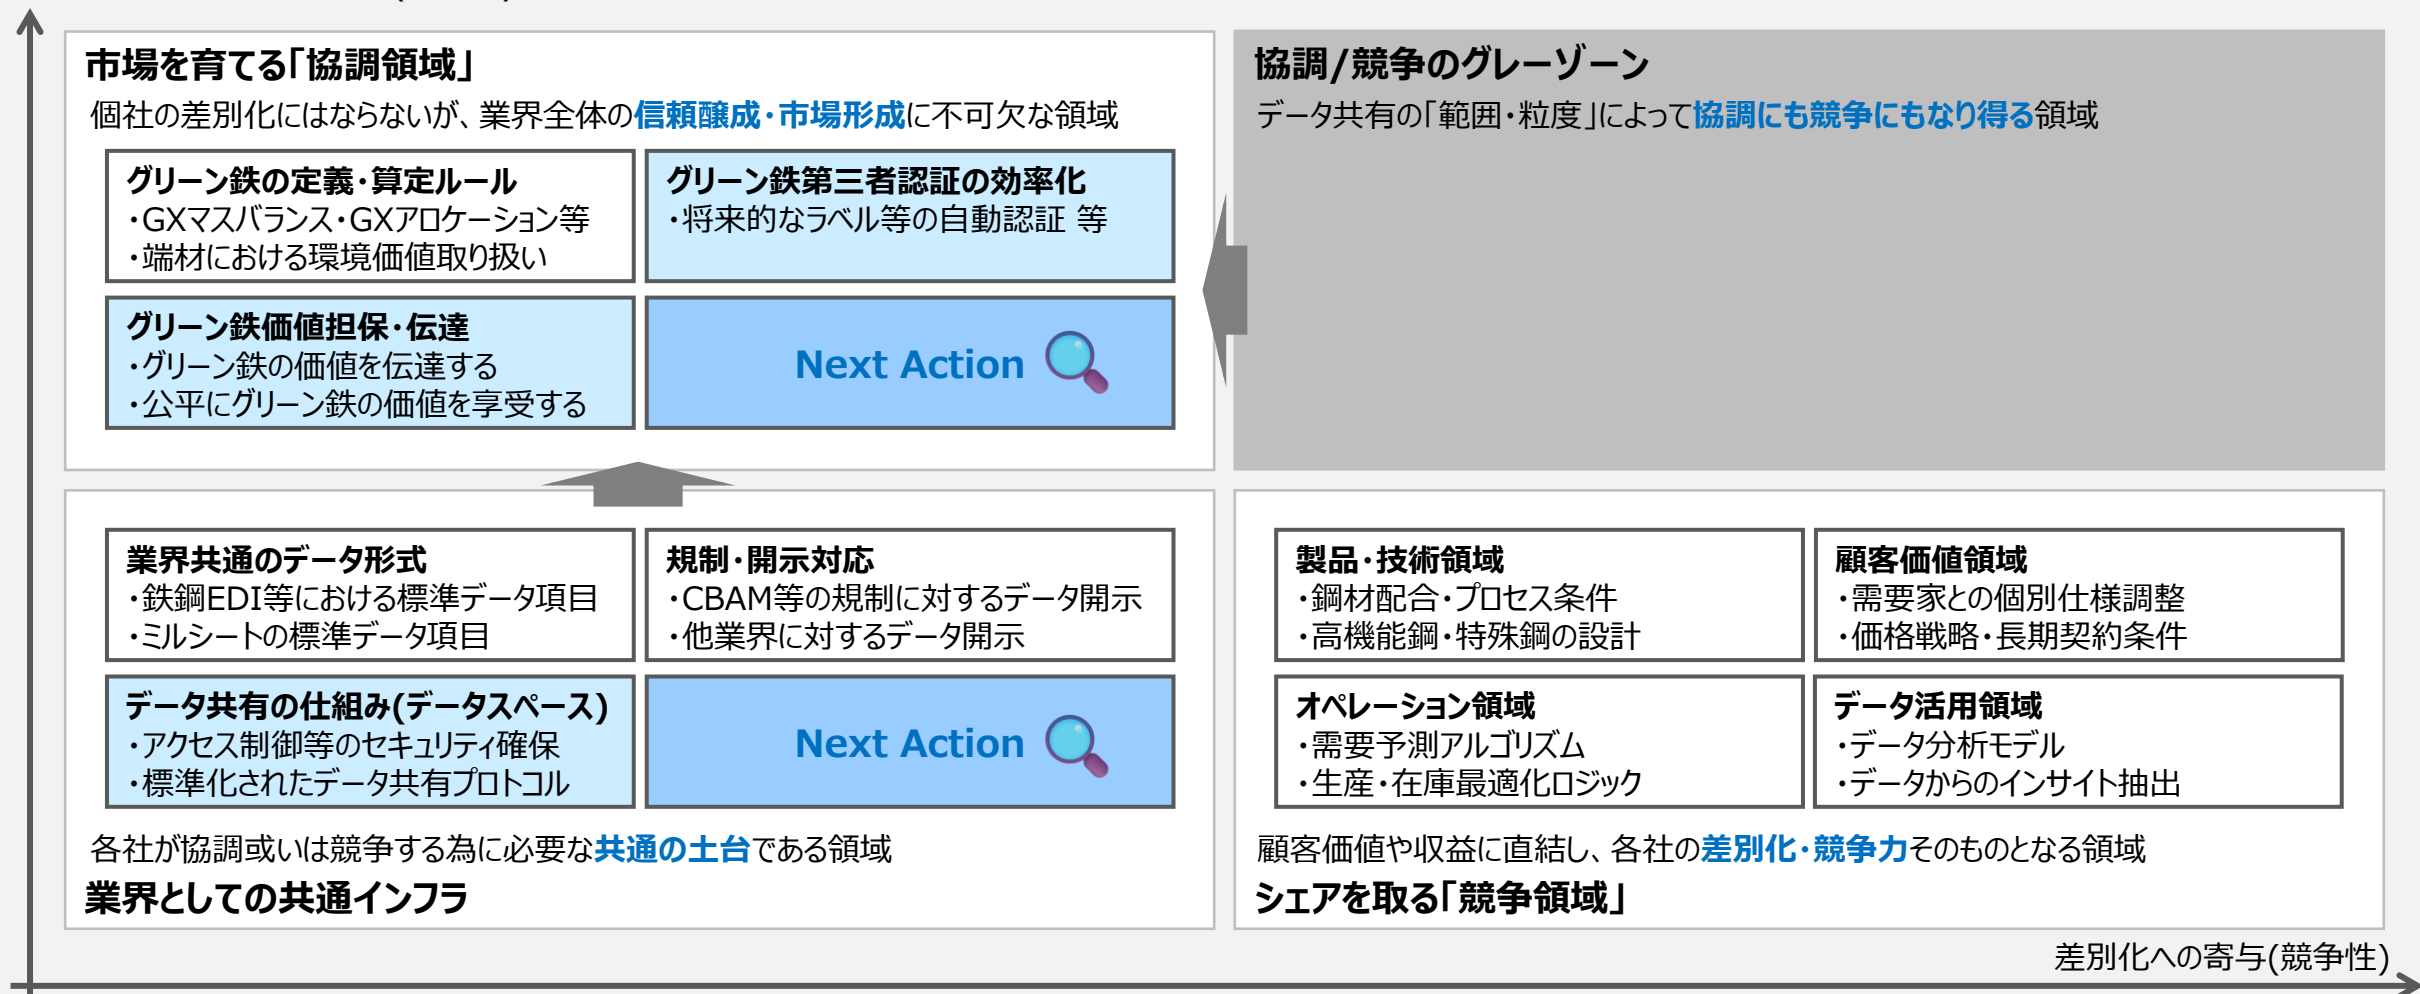 市場を育てる「協調領域」
個社の差別化にはならないが、業界全体の信頼醸成・市場形成に不可欠な領域
グリーン鉄の定義・算定ルール
・GXマスバランス・GXアロケーション等
・端材における環境価値取り扱い
グリーン鉄第三者認証の効率化
・将来的なラベル等の自動認証 等
グリーン鉄価値担保・伝達
・グリーン鉄の価値を伝達する
・公平にグリーン鉄の価値を享受する
Next Action
協調/競争のグレーゾーン
データ共有の「範囲・粒度」によって協調にも競争にもなり得る領域
業界共通のデータ形式
・鉄鋼EDI等における標準データ項目
・ミルシートの標準データ項目
規制・開示対応
・CBAM等の規制に対するデータ開示
・他業界に対するデータ開示
データ共有の仕組み(データスペース)
・アクセス制御等のセキュリティ確保
・標準化されたデータ共有プロトコル
Next Action
各社が協調或いは競争する為に必要な共通の土台である領域
業界としての共通インフラ
製品・技術領域
・鋼材配合・プロセス条件
・高機能鋼・特殊鋼の設計
顧客価値領域
・需要家との個別仕様調整
・価格戦略・長期契約条件
オペレーション領域
・需要予測アルゴリズム
・生産・在庫最適化ロジック
データ活用領域
・データ分析モデル
・データからのインサイト抽出
顧客価値や収益に直結し、各社の差別化・競争力そのものとなる領域
シェアを取る「競争領域」
差別化への寄与(競争性)